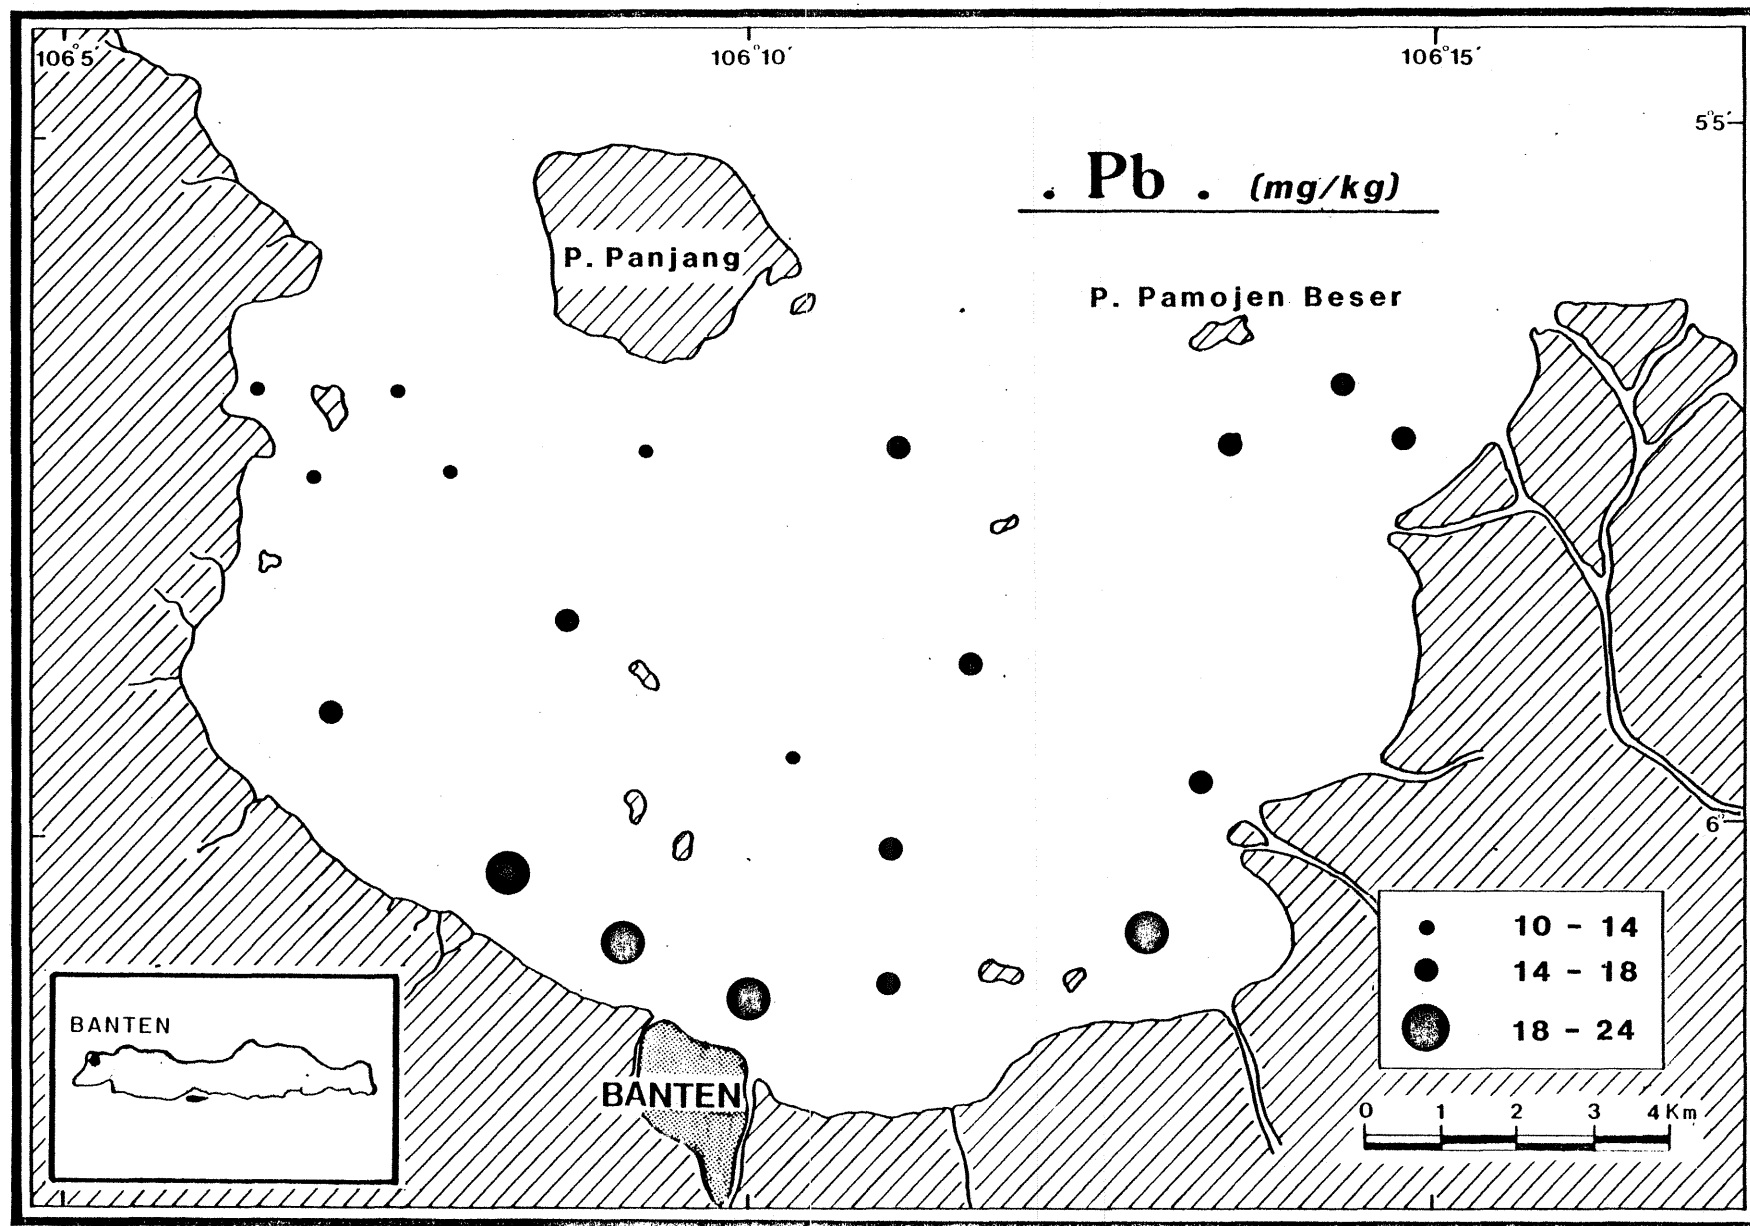 106°5′ 106°10′ 106°15′
5°5′
. Pb . (mg/kg)
P. Panjang
P. Pamojen Beser
6°
10 – 14
14 – 18
18 – 24
BANTEN
BANTEN
0 1 2 3 4 Km